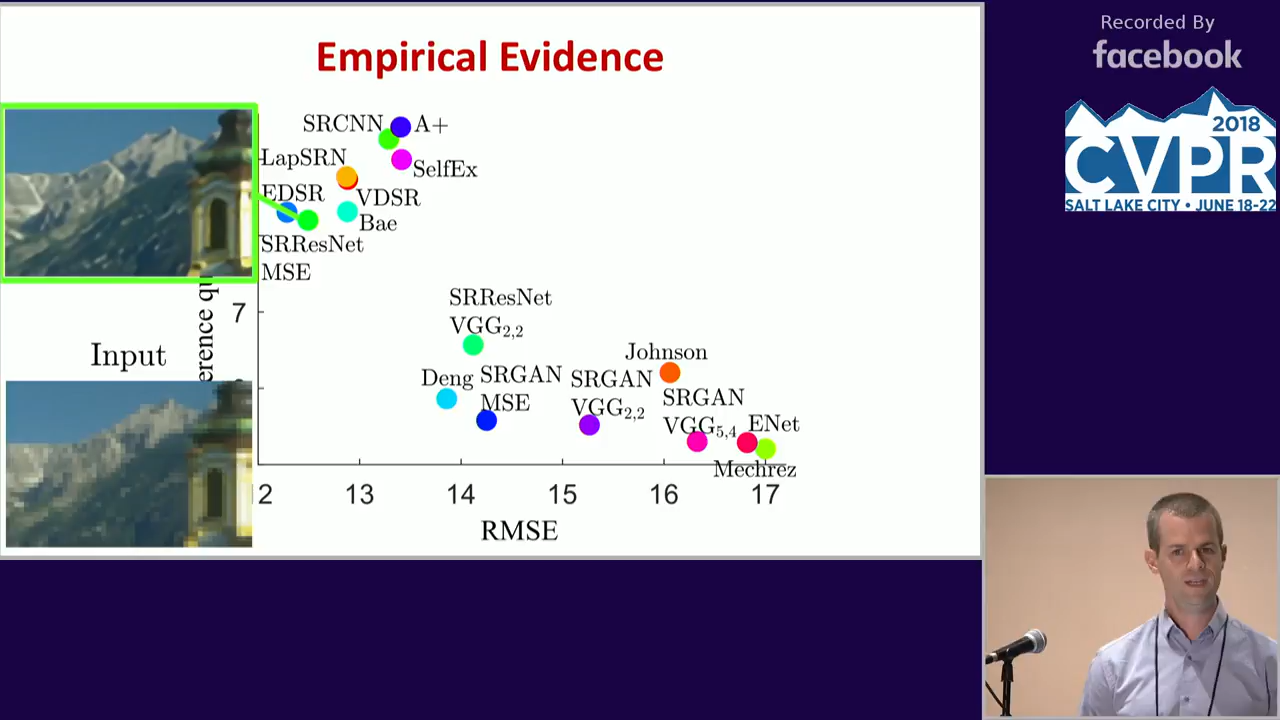 Empirical Evidence
Recorded By
facebook
2018
CVPR
SALT LAKE CITY • JUNE 18-22
SRCNN
A+
LapSRN
SelfEx
EDSR
VDSR
Bae
SRResNet
MSE
7
SRResNet
VGG2,2
Johnson
Input
Deng
SRGAN
MSE
SRGAN
VGG2,2
SRGAN
VGG5,4
ENet
Mechrez
13
14
15
16
17
RMSE